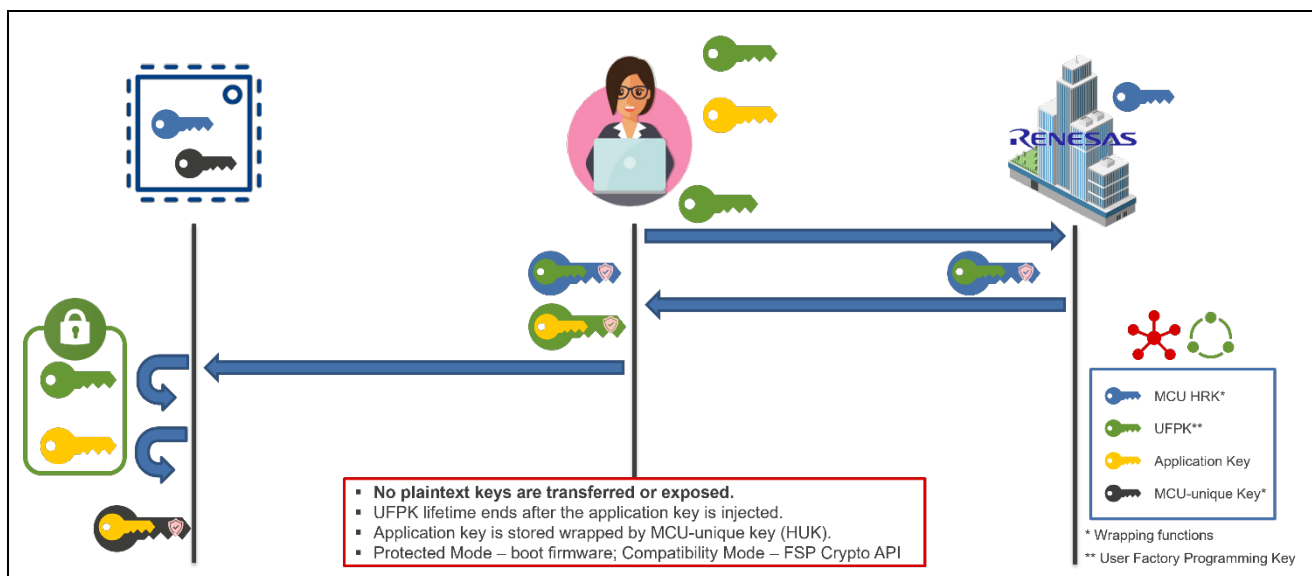 RENESAS
MCU HRK*
UFPK**
Application Key
MCU-unique Key*
* Wrapping functions
** User Factory Programming Key
▪ No plaintext keys are transferred or exposed.
▪ UFPK lifetime ends after the application key is injected.
▪ Application key is stored wrapped by MCU-unique key (HUK).
▪ Protected Mode – boot firmware; Compatibility Mode – FSP Crypto API